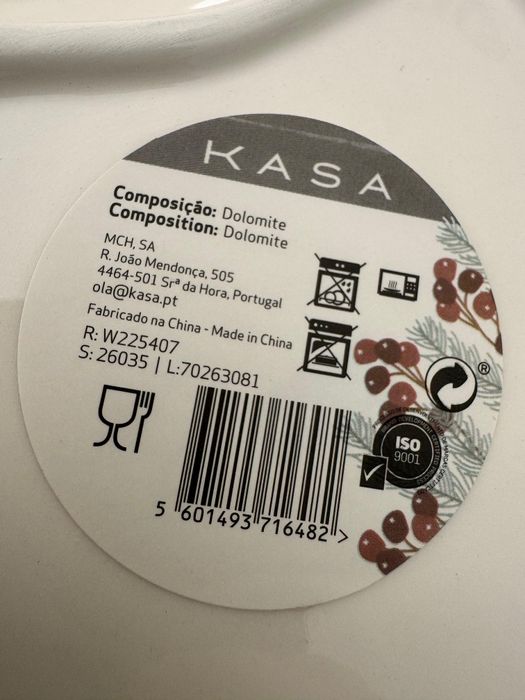 KASA
Composição: Dolomite
Composition: Dolomite
MCH, SA
R. João Mendonça, 505
4464-501 Srª da Hora, Portugal
ola@kasa.pt
Fabricado na China - Made in China
R: W225407
S: 26035 | L:70263081
®
ISO
9001
5 601493 716482 >